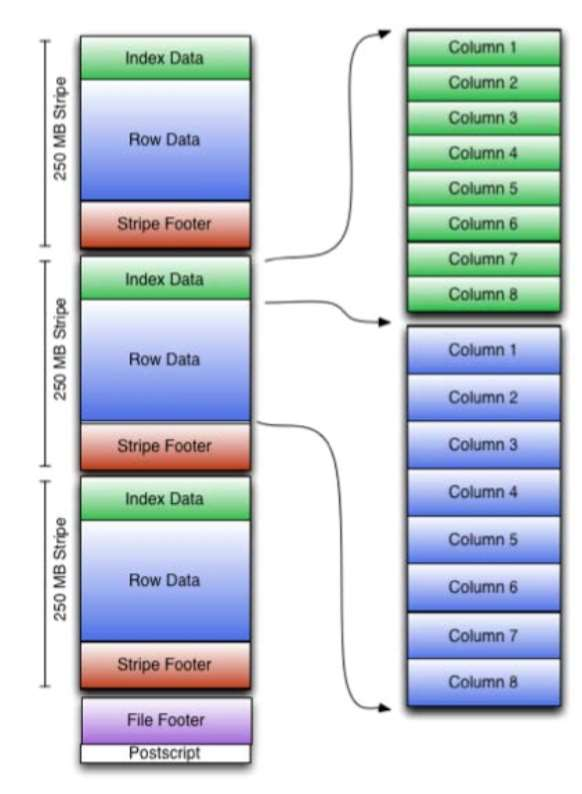 250 MB Stripe
Index Data
Row Data
Stripe Footer
250 MB Stripe
Index Data
Row Data
Stripe Footer
250 MB Stripe
Index Data
Row Data
Stripe Footer
File Footer
Postscript
Column 1
Column 2
Column 3
Column 4
Column 5
Column 6
Column 7
Column 8
Column 1
Column 2
Column 3
Column 4
Column 5
Column 6
Column 7
Column 8